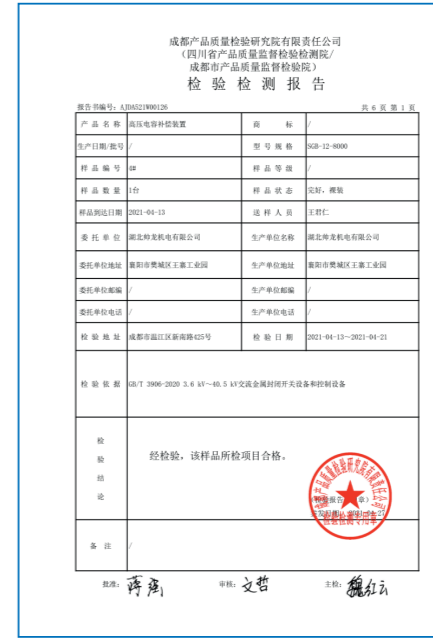 成都产品质量检验研究院有限责任公司
(四川省产品质量监督检验检测院/
成都市产品质量监督检验院)
检 验 检 测 报 告
报告书编号: AJDA521W00126 共 6 页 第 1 页
产 品 名 称 高压电容补偿装置 商 标 /
生产日期/批号 / 型 号 规 格 SGB-12-8000
样 品 编 号 4# 样 品 等 级 /
样 品 数 量 1台 样 品 状 态 完好,裸装
样品到达日期 2021-04-13 送 样 人 员 王君仁
委 托 单 位 湖北帅龙机电有限公司 生产单位名称 湖北帅龙机电有限公司
委托单位地址 襄阳市樊城区王寨工业园 生产单位地址 襄阳市樊城区王寨工业园
委托单位邮编 / 生产单位邮编 /
委托单位电话 / 生产单位电话 /
检 验 地 址 成都市温江区新南路425号 检 验 日 期 2021-04-13~2021-04-21
检 验 依 据 GB/T 3906-2020 3.6 kV~40.5 kV交流金属封闭开关设备和控制设备
检
验
结
论
经检验,该样品所检项目合格。
检验检测专用章
备 注 /
批准: 审核: 文哲 主检: 魏红云